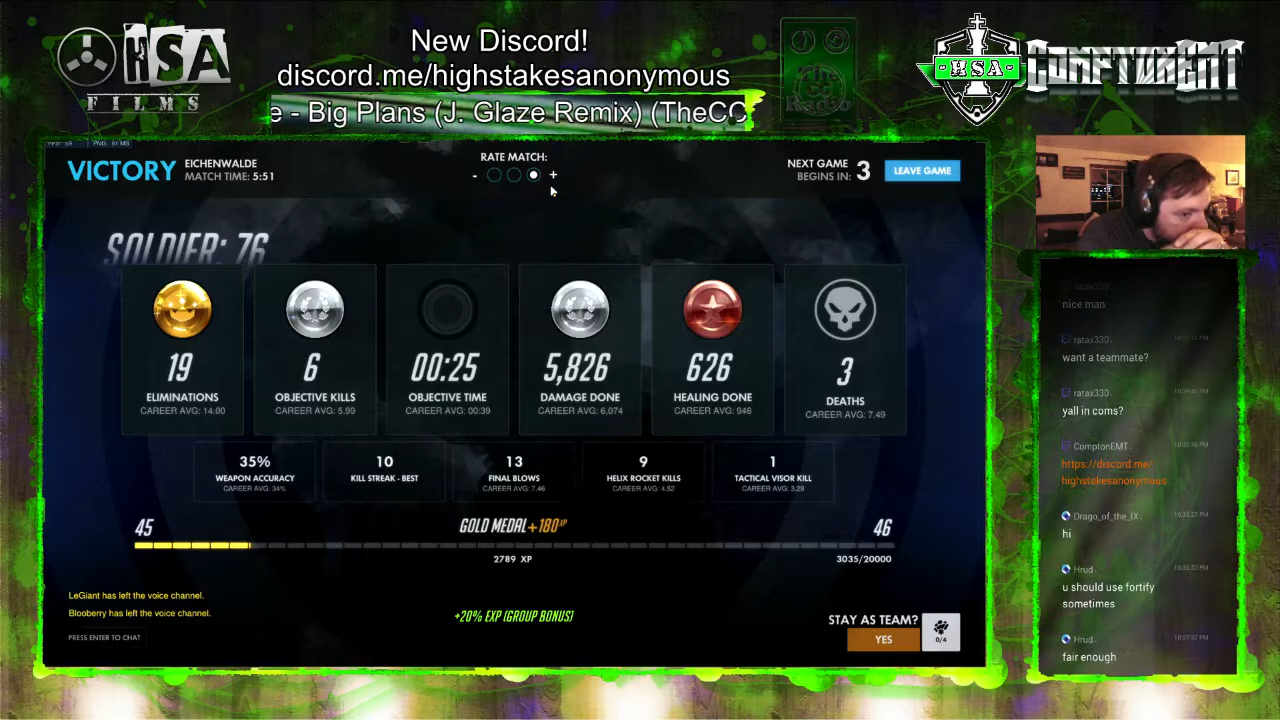 HSA
FILMS
New Discord!
discord.me/highstakesanonymous
e - Big Plans (J. Glaze Remix) (TheCC
The
CC
Radio
HSA
COMPTONEMT
VICTORY
EICHENWALDE
MATCH TIME: 5:51
RATE MATCH:
- +
NEXT GAME
BEGINS IN: 3
LEAVE GAME
SOLDIER: 76
19
ELIMINATIONS
CAREER AVG: 14.00
6
OBJECTIVE KILLS
CAREER AVG: 5.99
00:25
OBJECTIVE TIME
CAREER AVG: 00:39
5,826
DAMAGE DONE
CAREER AVG: 6,074
626
HEALING DONE
CAREER AVG: 946
3
DEATHS
CAREER AVG: 7.49
35%
WEAPON ACCURACY
CAREER AVG: 34%
10
KILL STREAK - BEST
13
FINAL BLOWS
CAREER AVG: 7.46
9
HELIX ROCKET KILLS
CAREER AVG: 4.52
1
TACTICAL VISOR KILL
CAREER AVG: 3.29
45
GOLD MEDAL +180 XP
46
2789 XP
3035/20000
LeGiant has left the voice channel.
Blooberry has left the voice channel.
PRESS ENTER TO CHAT
+20% EXP (GROUP BONUS)
STAY AS TEAM?
YES
0/4
ratax330
nice man
ratax330
want a teammate?
ratax330
yall in coms?
ComptonEMT
https://discord.me/
highstakesanonymous
Drago_of_the_IX
hi
Hrud
u should use fortify
sometimes
Hrud
fair enough